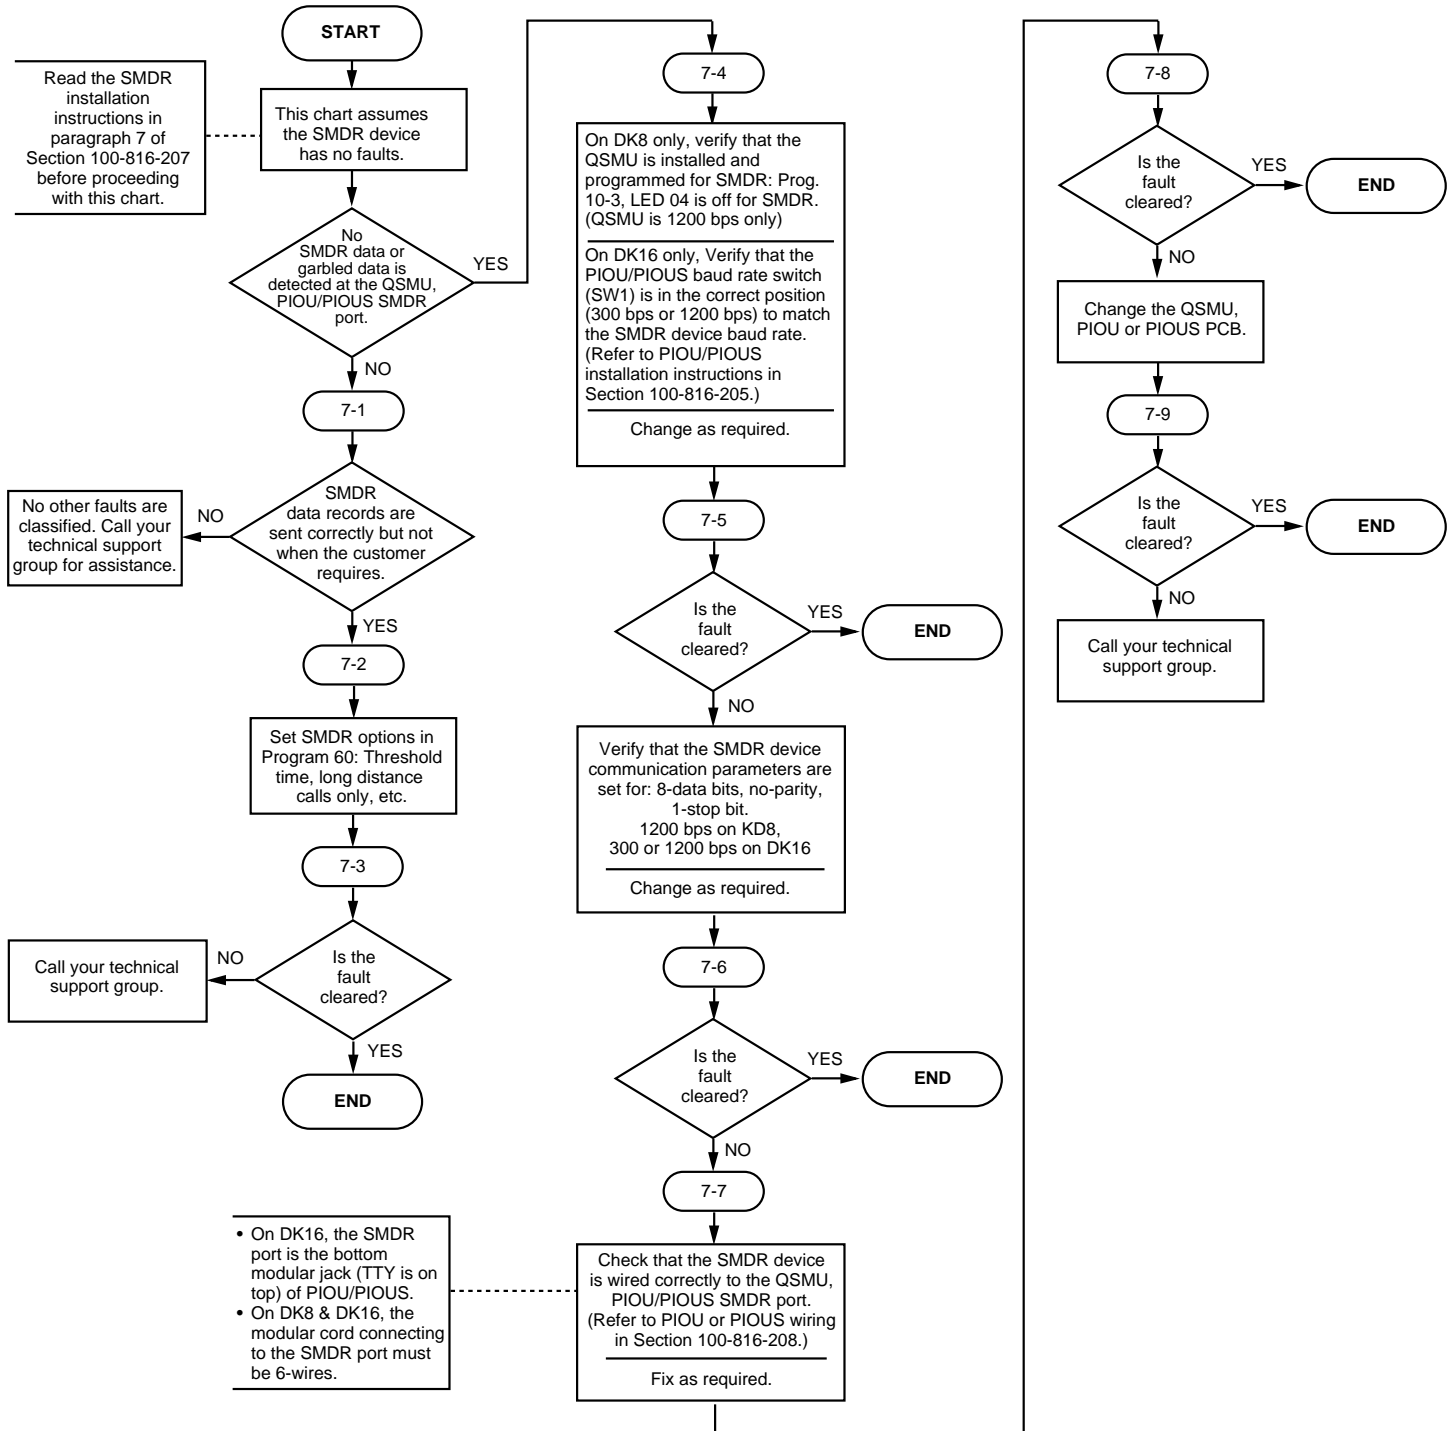 START
Read the SMDR
installation
instructions in
paragraph 7 of
Section 100-816-207
before proceeding
with this chart.
This chart assumes
the SMDR device
has no faults.
No
SMDR data or
garbled data is
detected at the QSMU,
PIOU/PIOUS SMDR
port.
YES
NO
7-1
SMDR
data records are
sent correctly but not
when the customer
requires.
NO
No other faults are
classified. Call your
technical support
group for assistance.
YES
7-2
Set SMDR options in
Program 60: Threshold
time, long distance
calls only, etc.
7-3
Is the
fault
cleared?
NO
Call your technical
support group.
YES
END
7-4
On DK8 only, verify that the
QSMU is installed and
programmed for SMDR: Prog.
10-3, LED 04 is off for SMDR.
(QSMU is 1200 bps only)
On DK16 only, Verify that the
PIOU/PIOUS baud rate switch
(SW1) is in the correct position
(300 bps or 1200 bps) to match
the SMDR device baud rate.
(Refer to PIOU/PIOUS
installation instructions in
Section 100-816-205.)
Change as required.
7-5
Is the
fault
cleared?
YES
END
NO
Verify that the SMDR device
communication parameters are
set for: 8-data bits, no-parity,
1-stop bit.
1200 bps on KD8,
300 or 1200 bps on DK16
Change as required.
7-6
Is the
fault
cleared?
YES
END
NO
7-7
• On DK16, the SMDR
port is the bottom
modular jack (TTY is on
top) of PIOU/PIOUS.
• On DK8 & DK16, the
modular cord connecting
to the SMDR port must
be 6-wires.
Check that the SMDR device
is wired correctly to the QSMU,
PIOU/PIOUS SMDR port.
(Refer to PIOU or PIOUS wiring
in Section 100-816-208.)
Fix as required.
7-8
Is the
fault
cleared?
YES
END
NO
Change the QSMU,
PIOU or PIOUS PCB.
7-9
Is the
fault
cleared?
YES
END
NO
Call your technical
support group.